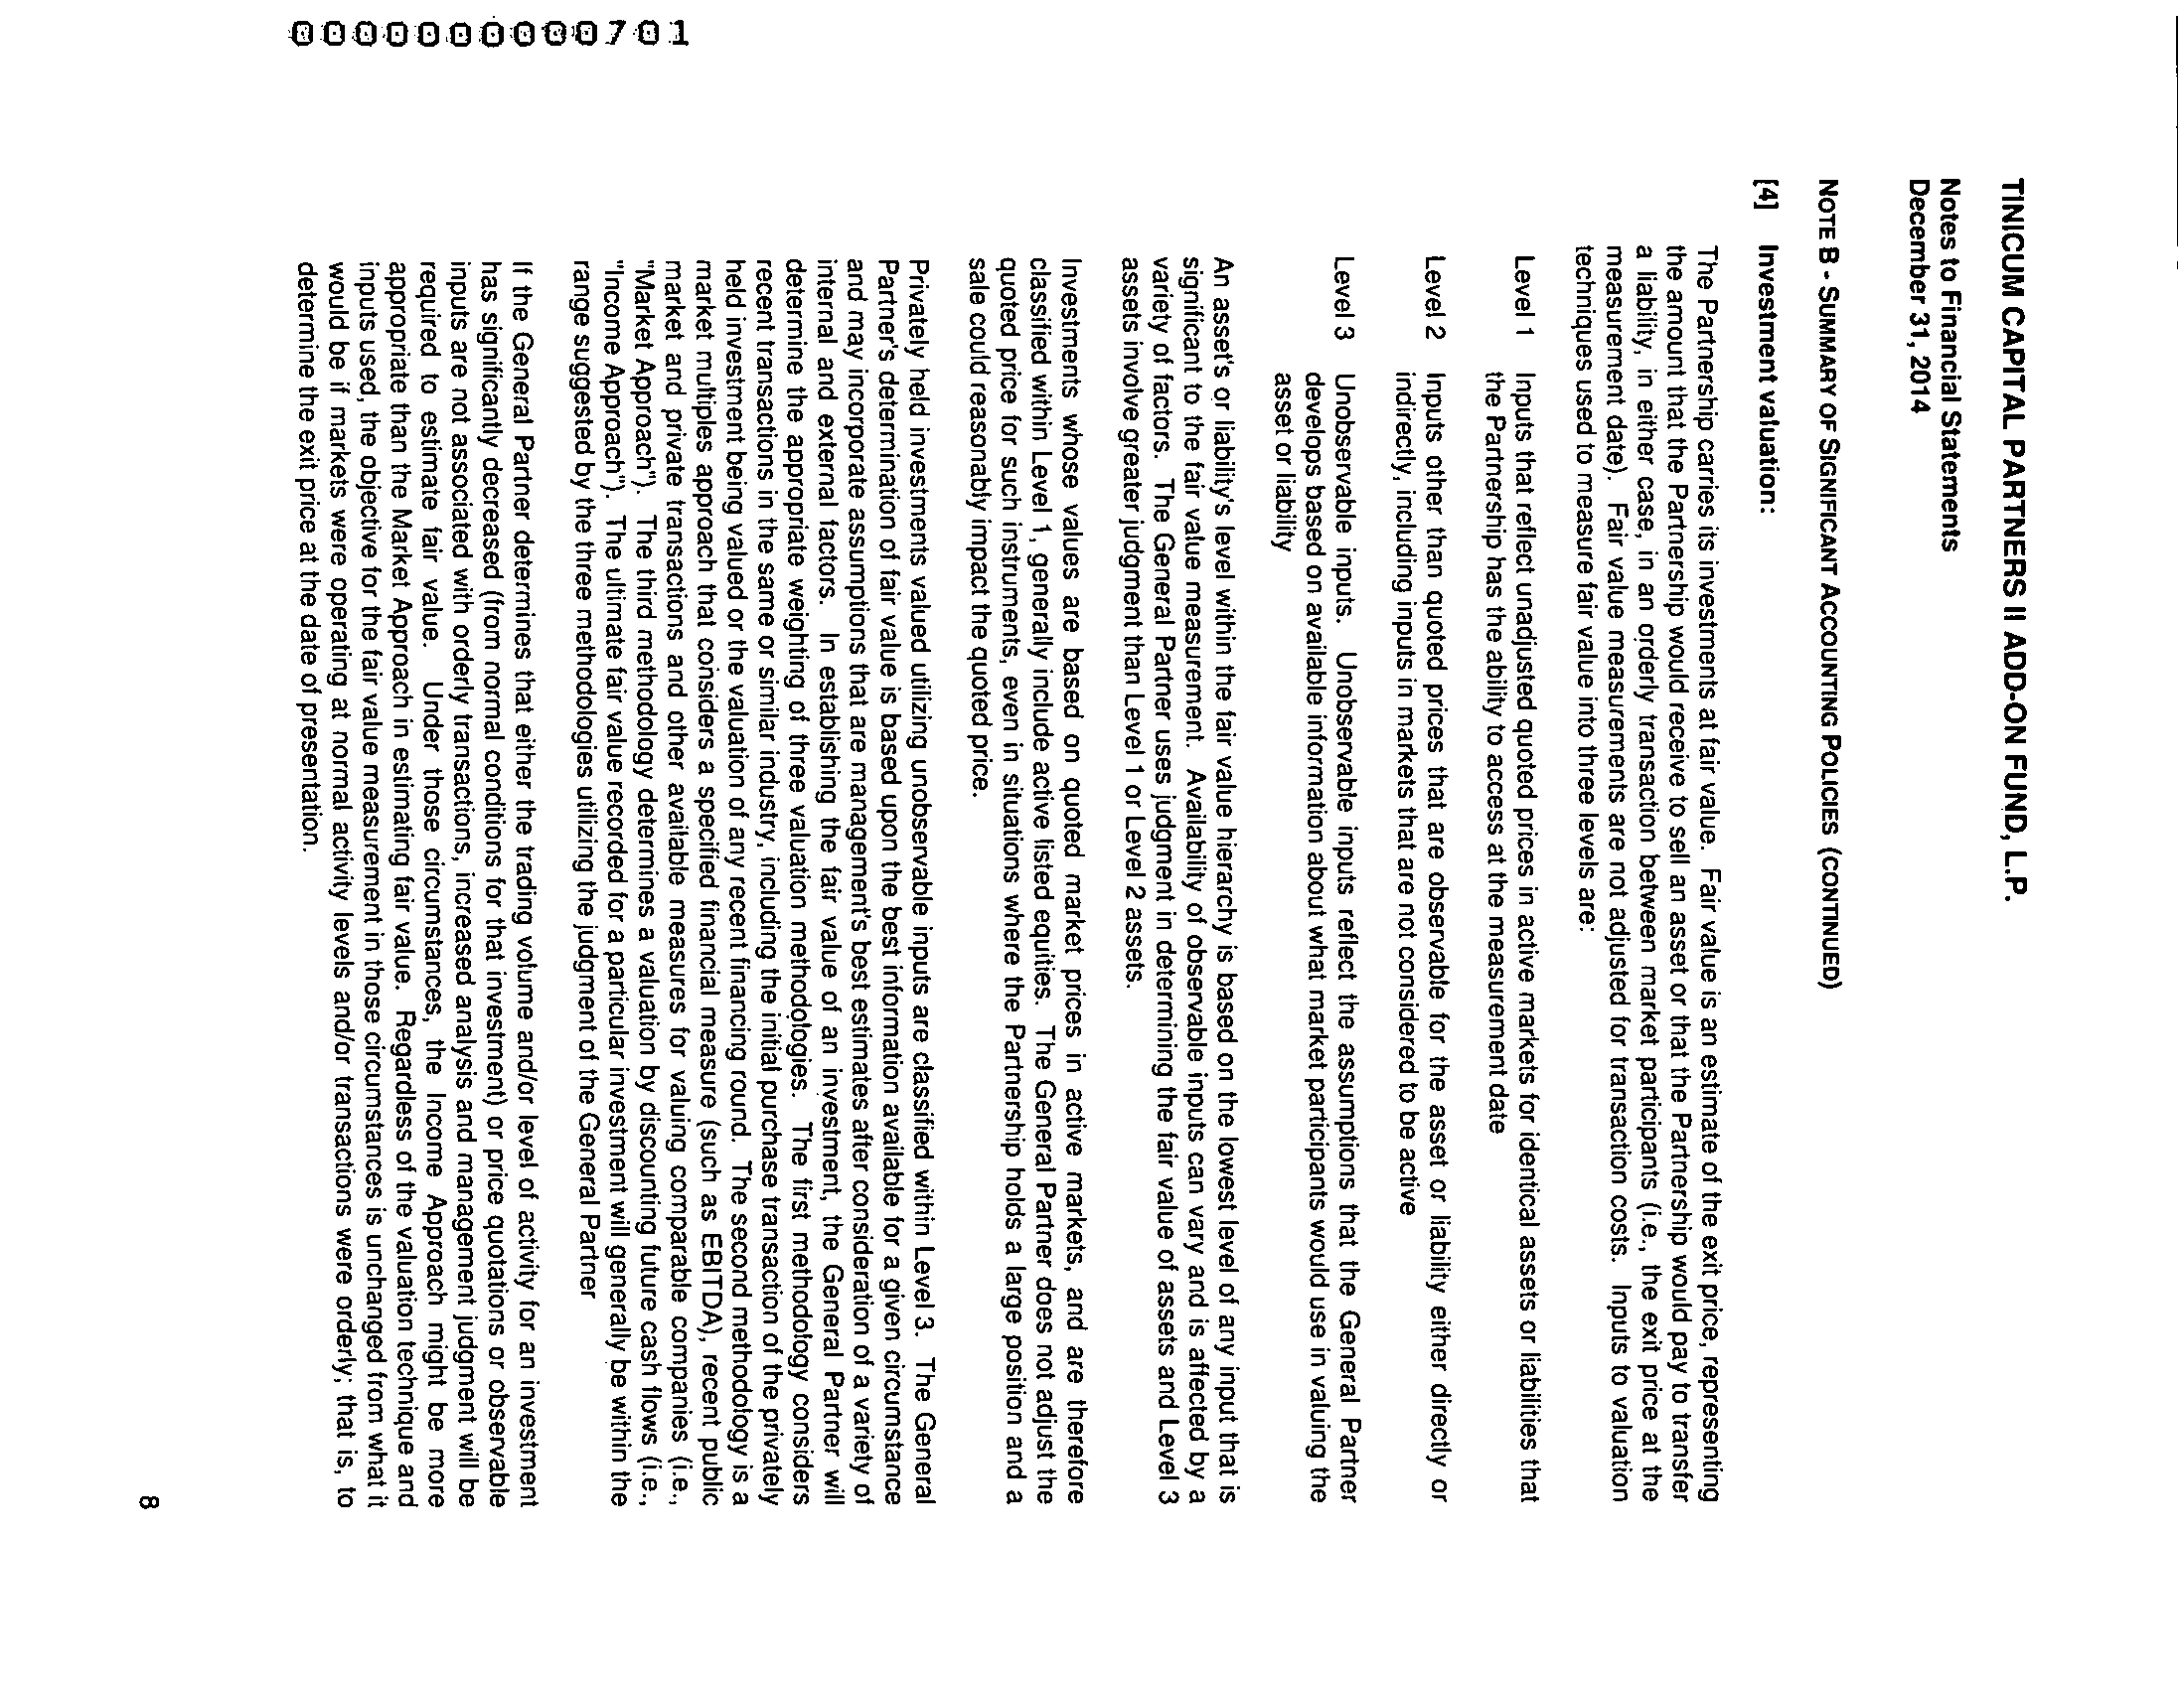 TINICUM CAPITAL PARTNERS II ADD-ON FUND, L.P.
Notes to Financial Statements
December 31, 2014
NOTE B - SUMMARY OF SIGNIFICANT ACCOUNTING POLICIES (CONTINUED)
[4] Investment valuation:
The Partnership carries its investments at fair value. Fair value is an estimate of the exit price, representing
the amount that the Partnership would receive to sell an asset or that the Partnership would pay to transfer
a liability, in either case, in an orderly transaction between market participants (i.e., the exit price at the
measurement date). Fair value measurements are not adjusted for transaction costs. Inputs to valuation
techniques used to measure fair value into three levels are:
Level 1 Inputs that reflect unadjusted quoted prices in active markets for identical assets or liabilities that
the Partnership has the ability to access at the measurement date
Level 2 Inputs other than quoted prices that are observable for the asset or liability either directly or
indirectly, including inputs in markets that are not considered to be active
Level 3 Unobservable inputs. Unobservable inputs reflect the assumptions that the General Partner
develops based on available information about what market participants would use in valuing the
asset or liability
An asset's or liability's level within the fair value hierarchy is based on the lowest level of any input that is
significant to the fair value measurement. Availability of observable inputs can vary and is affected by a
variety of factors. The General Partner uses judgment in determining the fair value of assets and Level 3
assets involve greater judgment than Level 1 or Level 2 assets.
Investments whose values are based on quoted market prices in active markets, and are therefore
classified within Level 1, generally include active listed equities. The General Partner does not adjust the
quoted price for such instruments, even in situations where the Partnership holds a large position and a
sale could reasonably impact the quoted price.
Privately held investments valued utilizing unobservable inputs are classified within Level 3. The General
Partner's determination of fair value is based upon the best information available for a given circumstance
and may incorporate assumptions that are management's best estimates after consideration of a variety of
internal and external factors. In establishing the fair value of an investment, the General Partner will
determine the appropriate weighting of three valuation methodologies. The first methodology considers
recent transactions in the same or similar industry, including the initial purchase transaction of the privately
held investment being valued or the valuation of any recent financing round. The second methodology is a
market multiples approach that considers a specified financial measure (such as EBITDA), recent public
market and private transactions and other available measures for valuing comparable companies (i.e.,
"Market Approach"). The third methodology determines a valuation by discounting future cash flows (i.e.,
"Income Approach"). The ultimate fair value recorded for a particular investment will generally be within the
range suggested by the three methodologies utilizing the judgment of the General Partner
If the General Partner determines that either the trading volume and/or level of activity for an investment
has significantly decreased (from normal conditions for that investment) or price quotations or observable
inputs are not associated with orderly transactions, increased analysis and management judgment will be
required to estimate fair value. Under those circumstances, the Income Approach might be more
appropriate than the Market Approach in estimating fair value. Regardless of the valuation technique and
inputs used, the objective for the fair value measurement in those circumstances is unchanged from what it
would be if markets were operating at normal activity levels and/or transactions were orderly; that is, to
determine the exit price at the date of presentation.
8
0000000000701